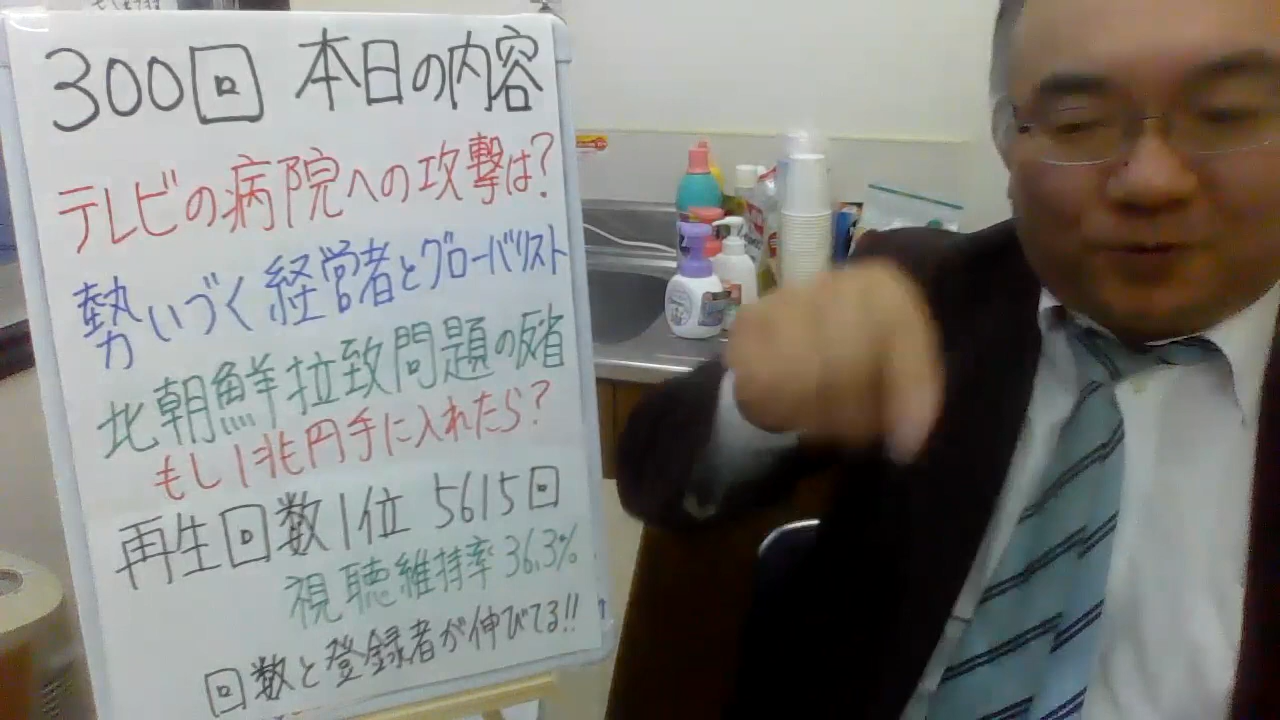 300回 本日の内容
テレビの病院への攻撃は?
勢いづく経営者とグローバリスト
北朝鮮拉致問題の反省
もし1兆円手に入れたら?
再生回数1位 5615回
視聴維持率 36.3%
回数と登録者が伸びてる!!